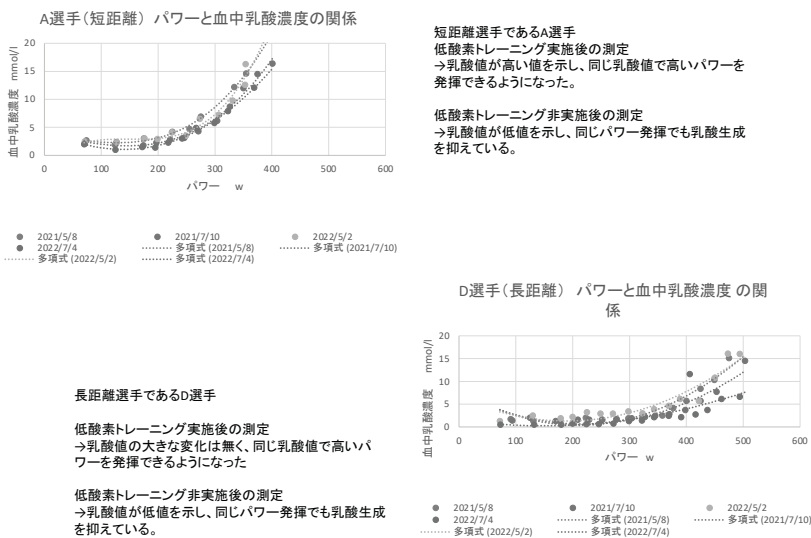 A選手(短距離) パワーと血中乳酸濃度の関係
血中乳酸濃度 mmol/l
20
15
10
5
0
0 100 200 300 400 500 600
パワー w
2021/5/8 2021/7/10 2022/5/2
2022/7/4 多項式 (2021/5/8) 多項式 (2021/7/10)
多項式 (2022/5/2) 多項式 (2022/7/4)
短距離選手であるA選手
低酸素トレーニング実施後の測定
→乳酸値が高い値を示し、同じ乳酸値で高いパワーを
発揮できるようになった。
低酸素トレーニング非実施後の測定
→乳酸値が低値を示し、同じパワー発揮でも乳酸生成
を抑えている。
長距離選手であるD選手
低酸素トレーニング実施後の測定
→乳酸値の大きな変化は無く、同じ乳酸値で高いパ
ワーを発揮できるようになった
低酸素トレーニング非実施後の測定
→乳酸値が低値を示し、同じパワー発揮でも乳酸生成
を抑えている。
D選手(長距離) パワーと血中乳酸濃度 の関
係
血中乳酸濃度 mmol/l
20
15
10
5
0
0 100 200 300 400 500 600
パワー w
2021/5/8 2021/7/10 2022/5/2
2022/7/4 多項式 (2021/5/8) 多項式 (2021/7/10)
多項式 (2022/5/2) 多項式 (2022/7/4)